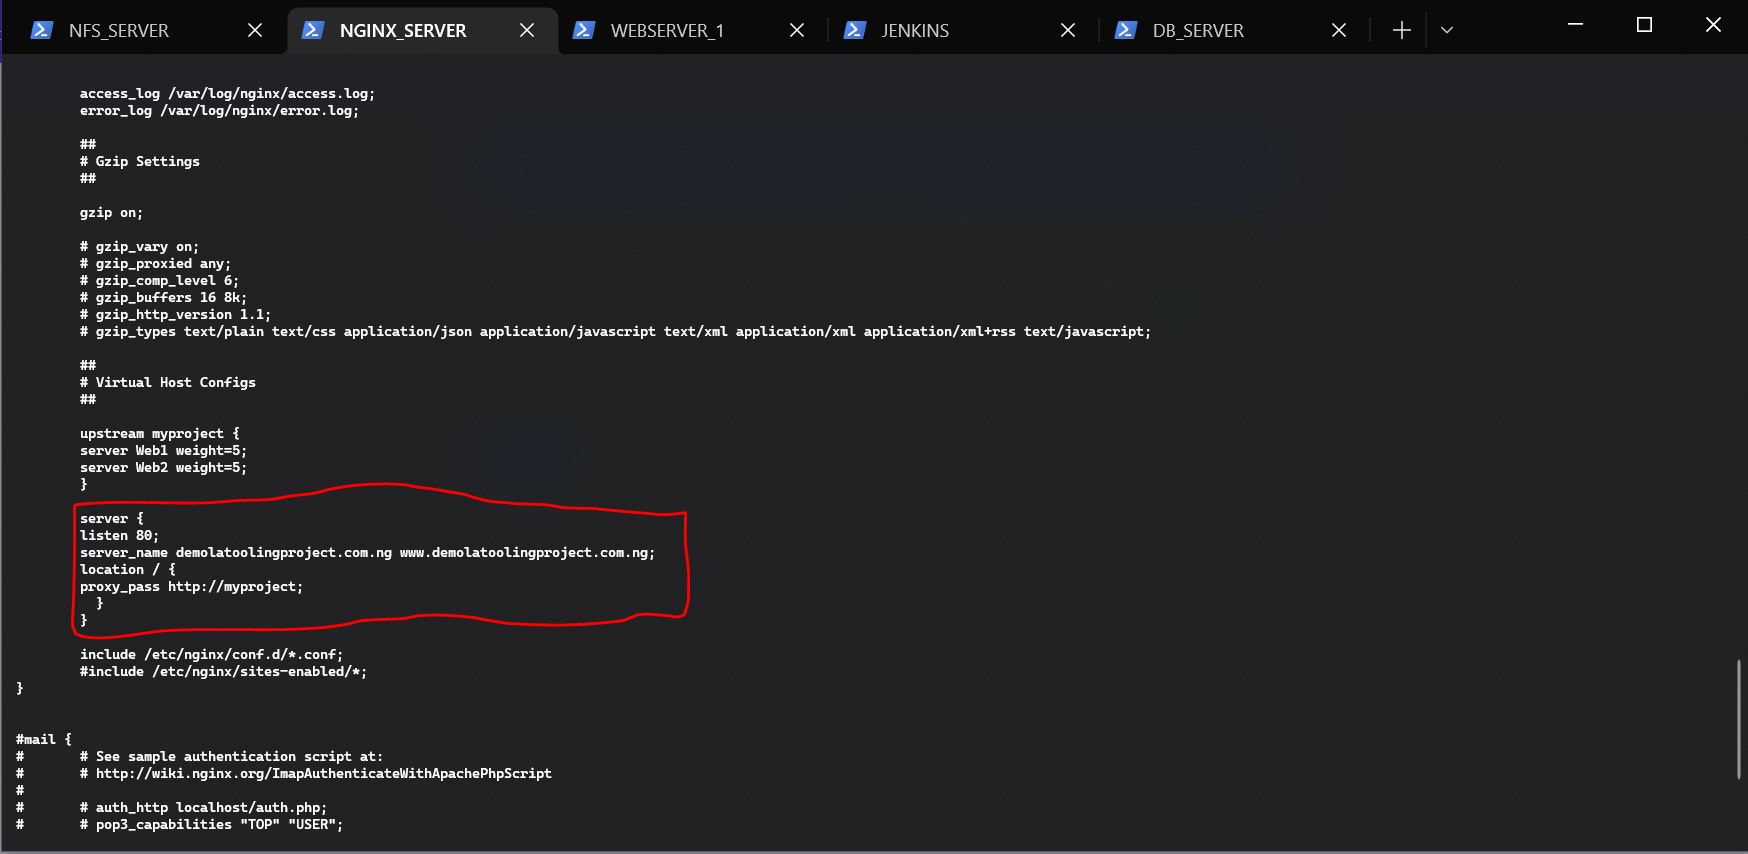 NFS_SERVER NGINX_SERVER WEBSERVER_1 JENKINS DB_SERVER
access_log /var/log/nginx/access.log;
error_log /var/log/nginx/error.log;
##
# Gzip Settings
##
gzip on;
# gzip_vary on;
# gzip_proxied any;
# gzip_comp_level 6;
# gzip_buffers 16 8k;
# gzip_http_version 1.1;
# gzip_types text/plain text/css application/json application/javascript text/xml application/xml application/xml+rss text/javascript;
##
# Virtual Host Configs
##
upstream myproject {
server Web1 weight=5;
server Web2 weight=5;
}
server {
listen 80;
server_name demolatoolingproject.com.ng www.demolatoolingproject.com.ng;
location / {
proxy_pass http://myproject;
}
}
include /etc/nginx/conf.d/*.conf;
#include /etc/nginx/sites-enabled/*;
}
#mail {
# # See sample authentication script at:
# # http://wiki.nginx.org/ImapAuthenticateWithApachePhpScript
#
# # auth_http localhost/auth.php;
# # pop3_capabilities "TOP" "USER";